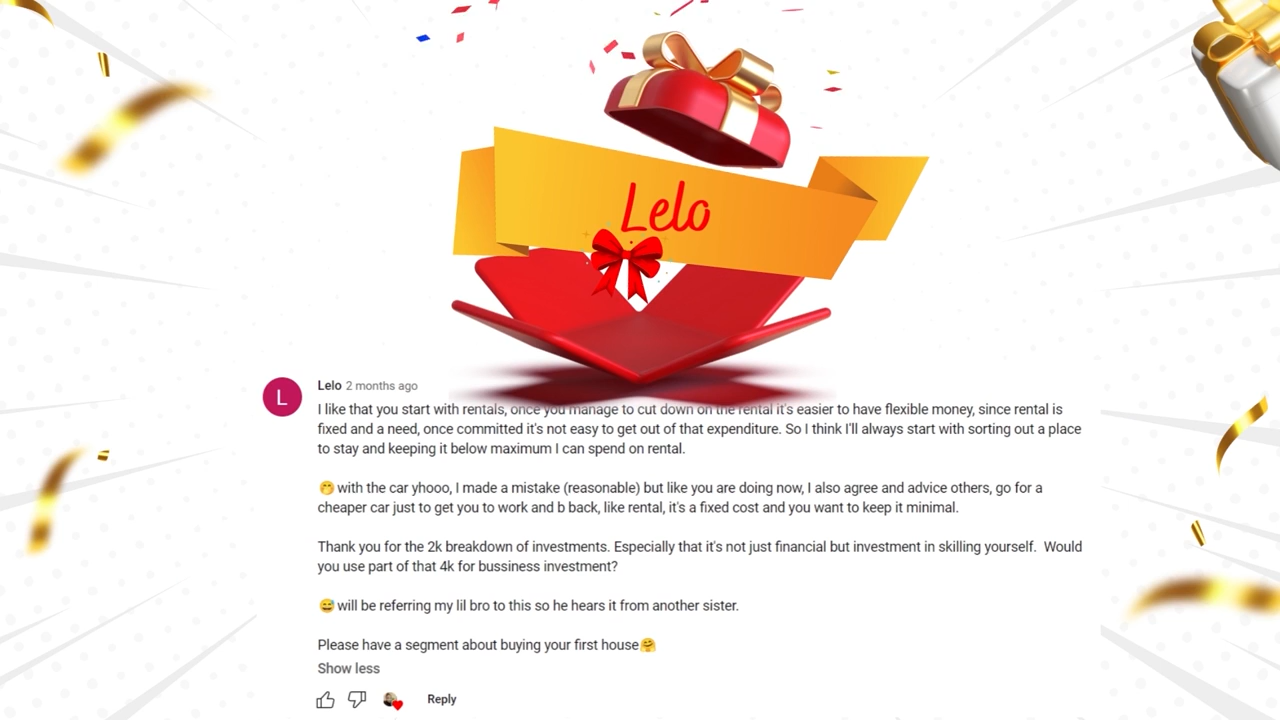 Lelo
L
Lelo 2 months ago
I like that you start with rentals, once you manage to cut down on the rental it's easier to have flexible money, since rental is
fixed and a need, once committed it's not easy to get out of that expenditure. So I think I'll always start with sorting out a place
to stay and keeping it below maximum I can spend on rental.
🤭 with the car yhooo, I made a mistake (reasonable) but like you are doing now, I also agree and advice others, go for a
cheaper car just to get you to work and b back, like rental, it's a fixed cost and you want to keep it minimal.
Thank you for the 2k breakdown of investments. Especially that it's not just financial but investment in skilling yourself. Would
you use part of that 4k for bussiness investment?
😅 will be referring my lil bro to this so he hears it from another sister.
Please have a segment about buying your first house🤗
Show less
Reply